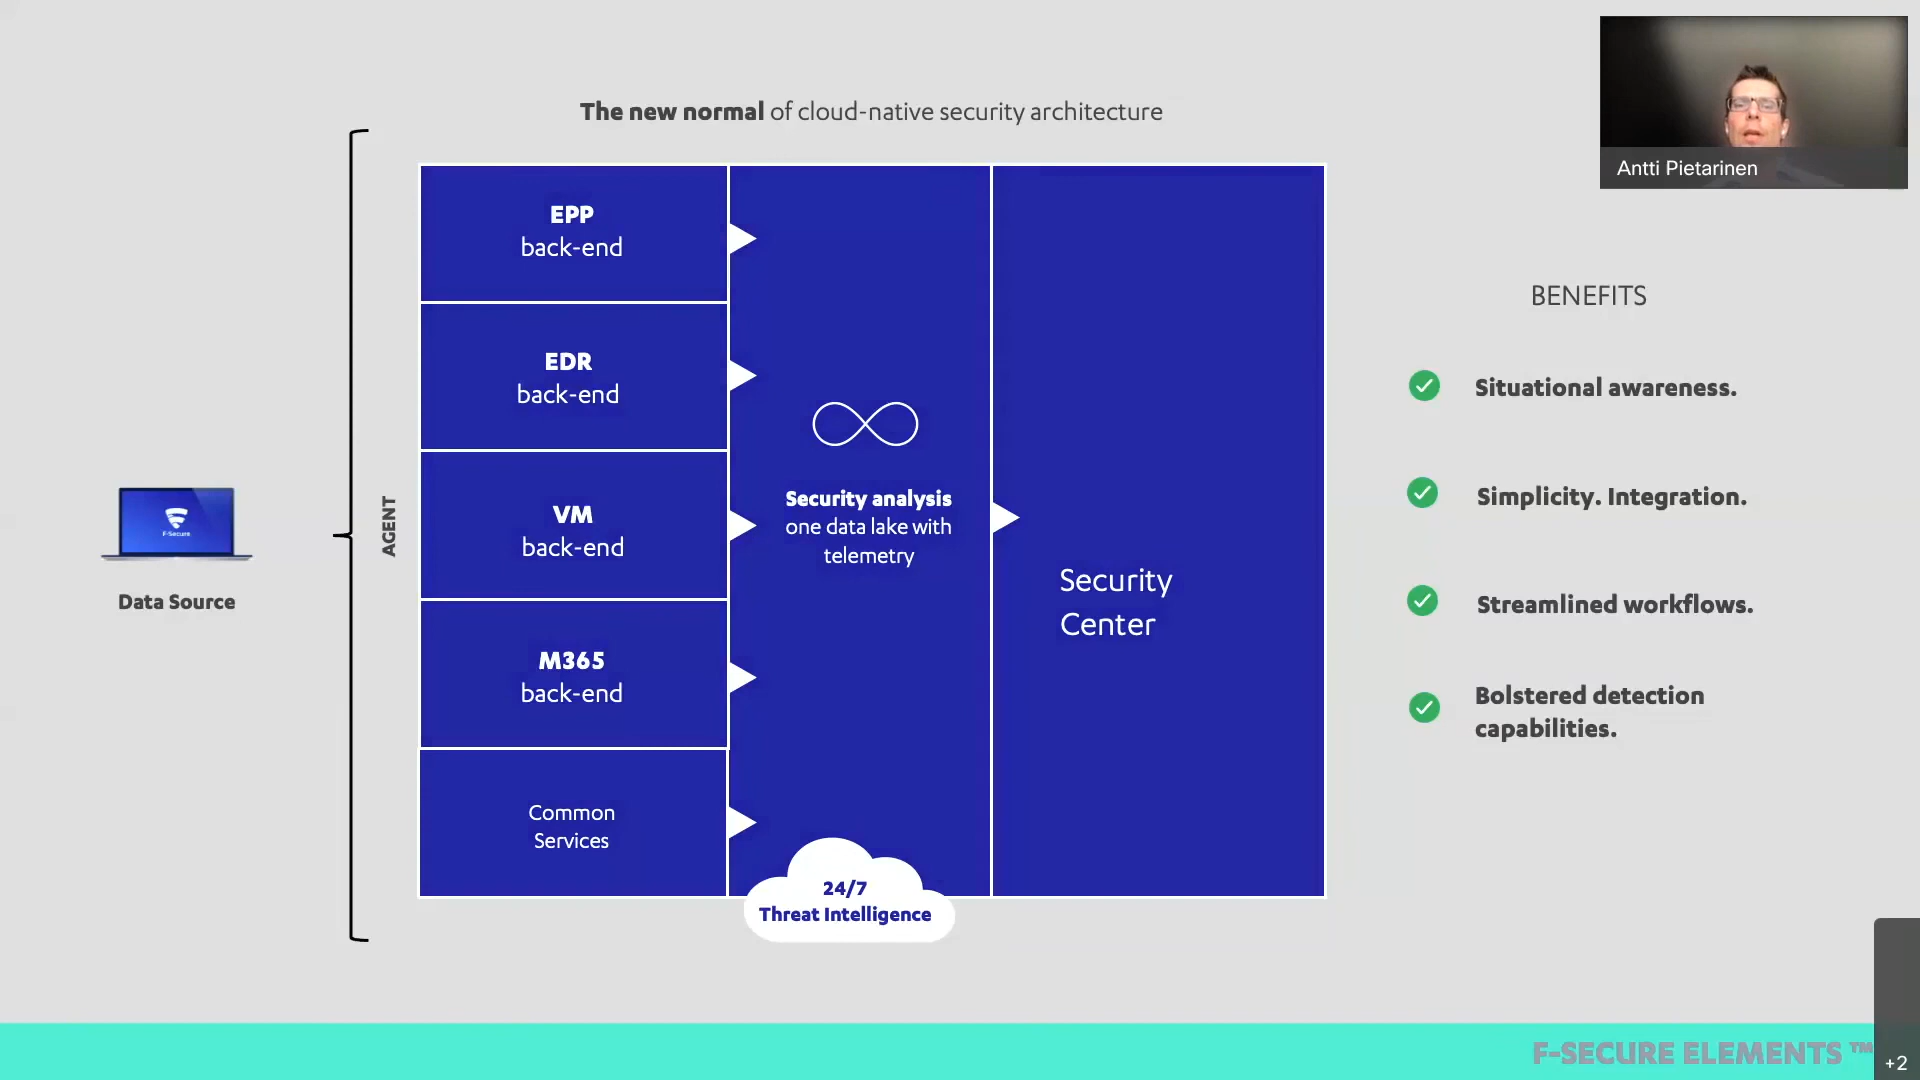 The new normal of cloud-native security architecture
Antti Pietarinen
EPP
back-end
EDR
back-end
VM
back-end
M365
back-end
Common
Services
AGENT
F-Secure
Data Source
Security analysis
one data lake with
telemetry
24/7
Threat Intelligence
Security
Center
BENEFITS
Situational awareness.
Simplicity. Integration.
Streamlined workflows.
Bolstered detection
capabilities.
F-SECURE ELEMENTS ™
+2